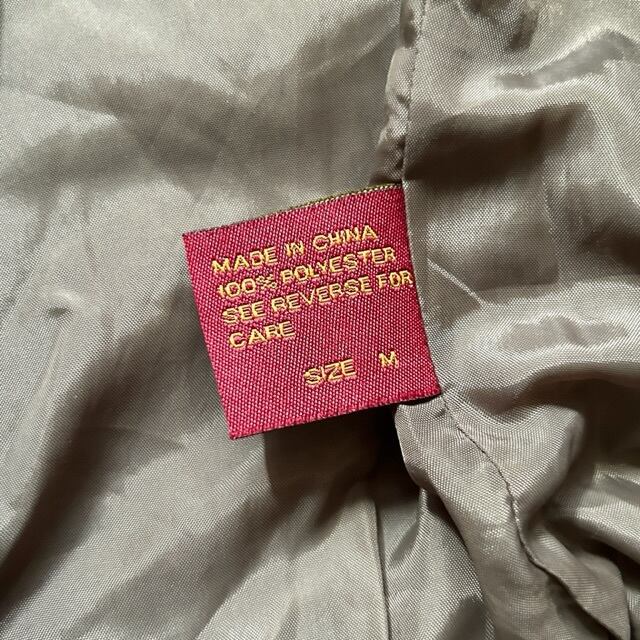 MADE IN CHINA
100% POLYESTER
SEE REVERSE FOR
CARE
SIZE M